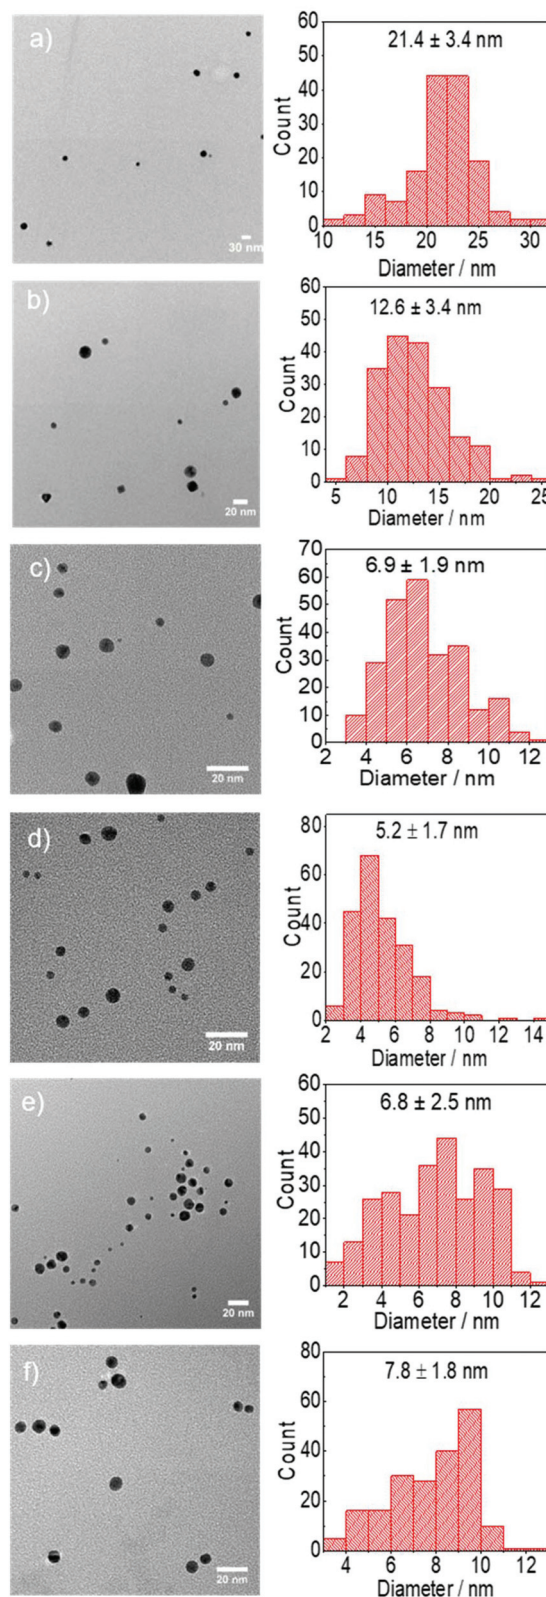 a)
30 nm
21.4 ± 3.4 nm
Count
60
50
40
30
20
10
0
10 15 20 25 30
Diameter / nm
b)
20 nm
12.6 ± 3.4 nm
Count
60
50
40
30
20
10
0
5 10 15 20 25
Diameter / nm
c)
20 nm
6.9 ± 1.9 nm
Count
70
60
50
40
30
20
10
0
2 4 6 8 10 12
Diameter / nm
d)
20 nm
5.2 ± 1.7 nm
Count
80
60
40
20
0
2 4 6 8 10 12 14
Diameter / nm
e)
20 nm
6.8 ± 2.5 nm
Count
60
50
40
30
20
10
0
2 4 6 8 10 12
Diameter / nm
f)
20 nm
7.8 ± 1.8 nm
Count
80
60
40
20
0
4 6 8 10 12
Diameter / nm